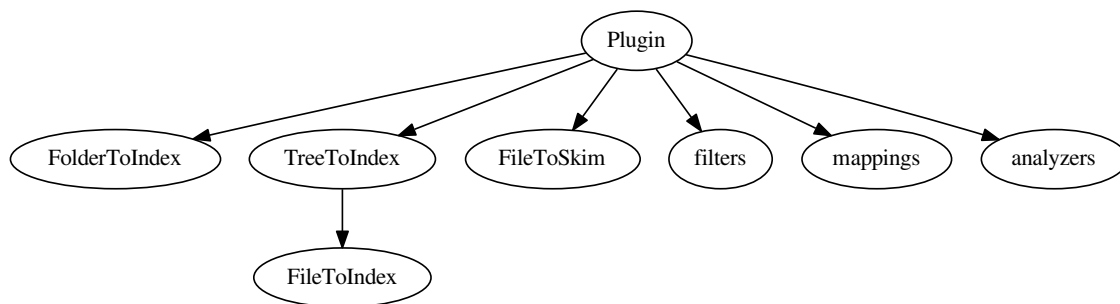 Plugin
FolderToIndex TreeToIndex FileToSkim filters mappings analyzers
FileToIndex